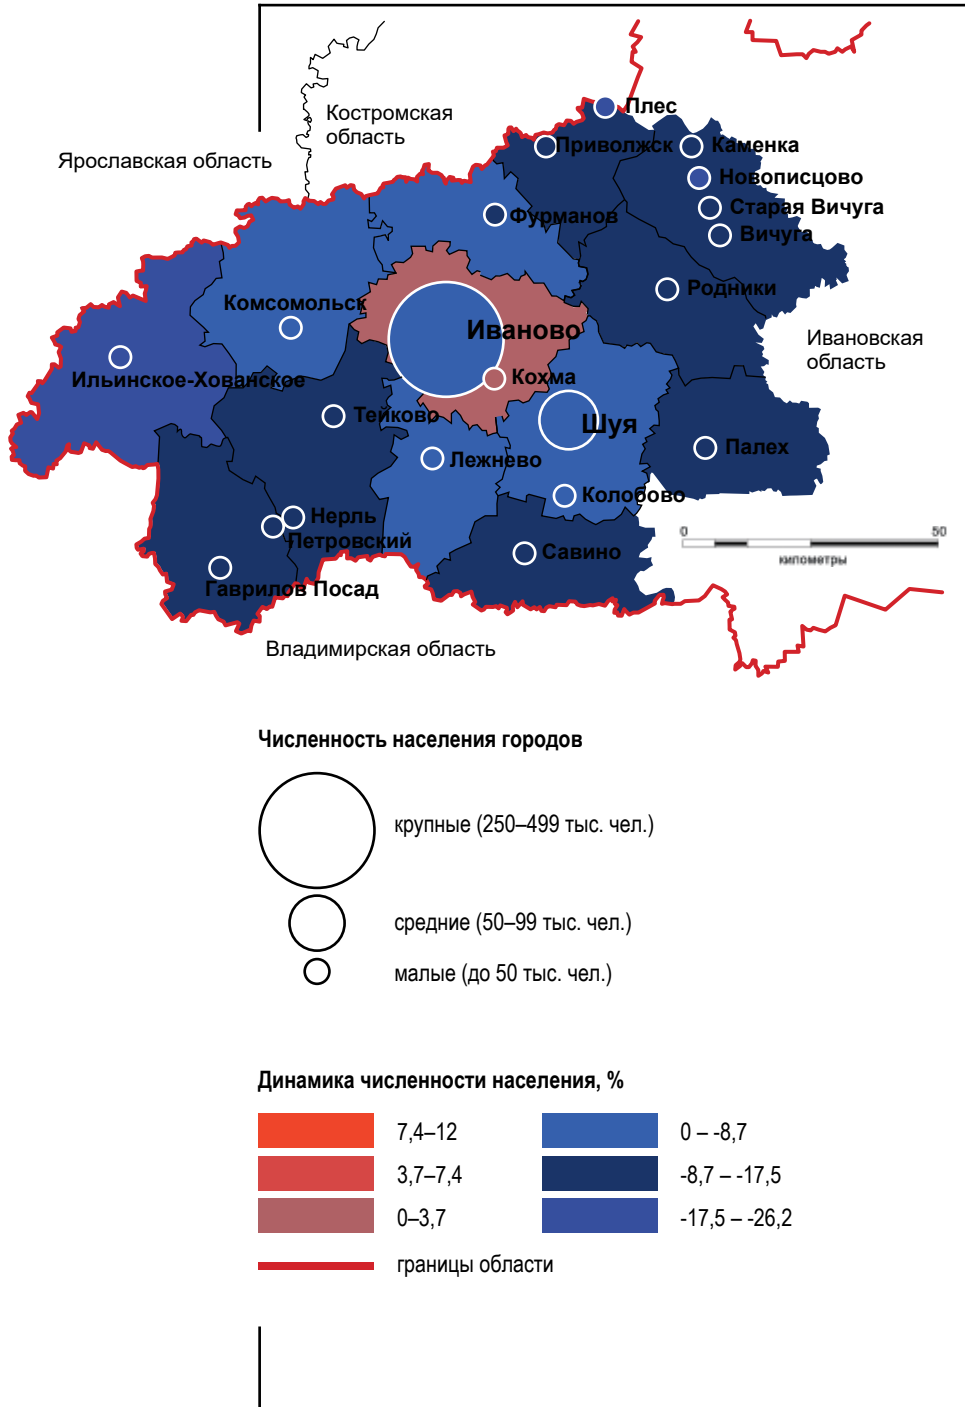 Плес
Костромская
область
Приволжск
Каменка
Ярославская область
Новописцово
Старая Вичуга
Фурманов
Вичуга
Родники
Комсомольск
Иваново
Ивановская
область
Ильинское-Хованское
Кохма
Тейково
Шуя
Палех
Лежнево
Колобово
Нерль
Петровский
0 50
километры
Савино
Гаврилов Посад
Владимирская область
Численность населения городов
крупные (250–499 тыс. чел.)
средние (50–99 тыс. чел.)
малые (до 50 тыс. чел.)
Динамика численности населения, %
7,4–12
0 – -8,7
3,7–7,4
-8,7 – -17,5
0–3,7
-17,5 – -26,2
границы области